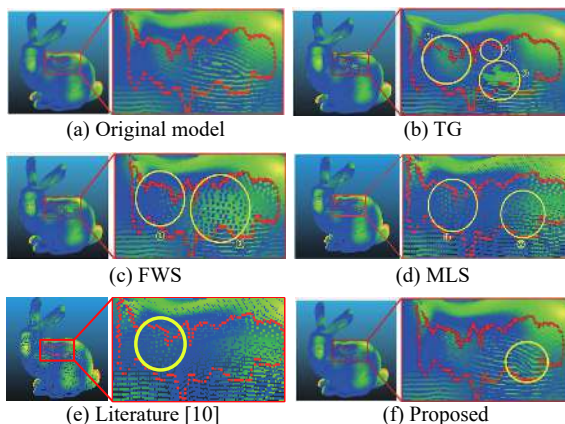 (a) Original model
(b) TG
(c) FWS
(d) MLS
(e) Literature [10]
(f) Proposed